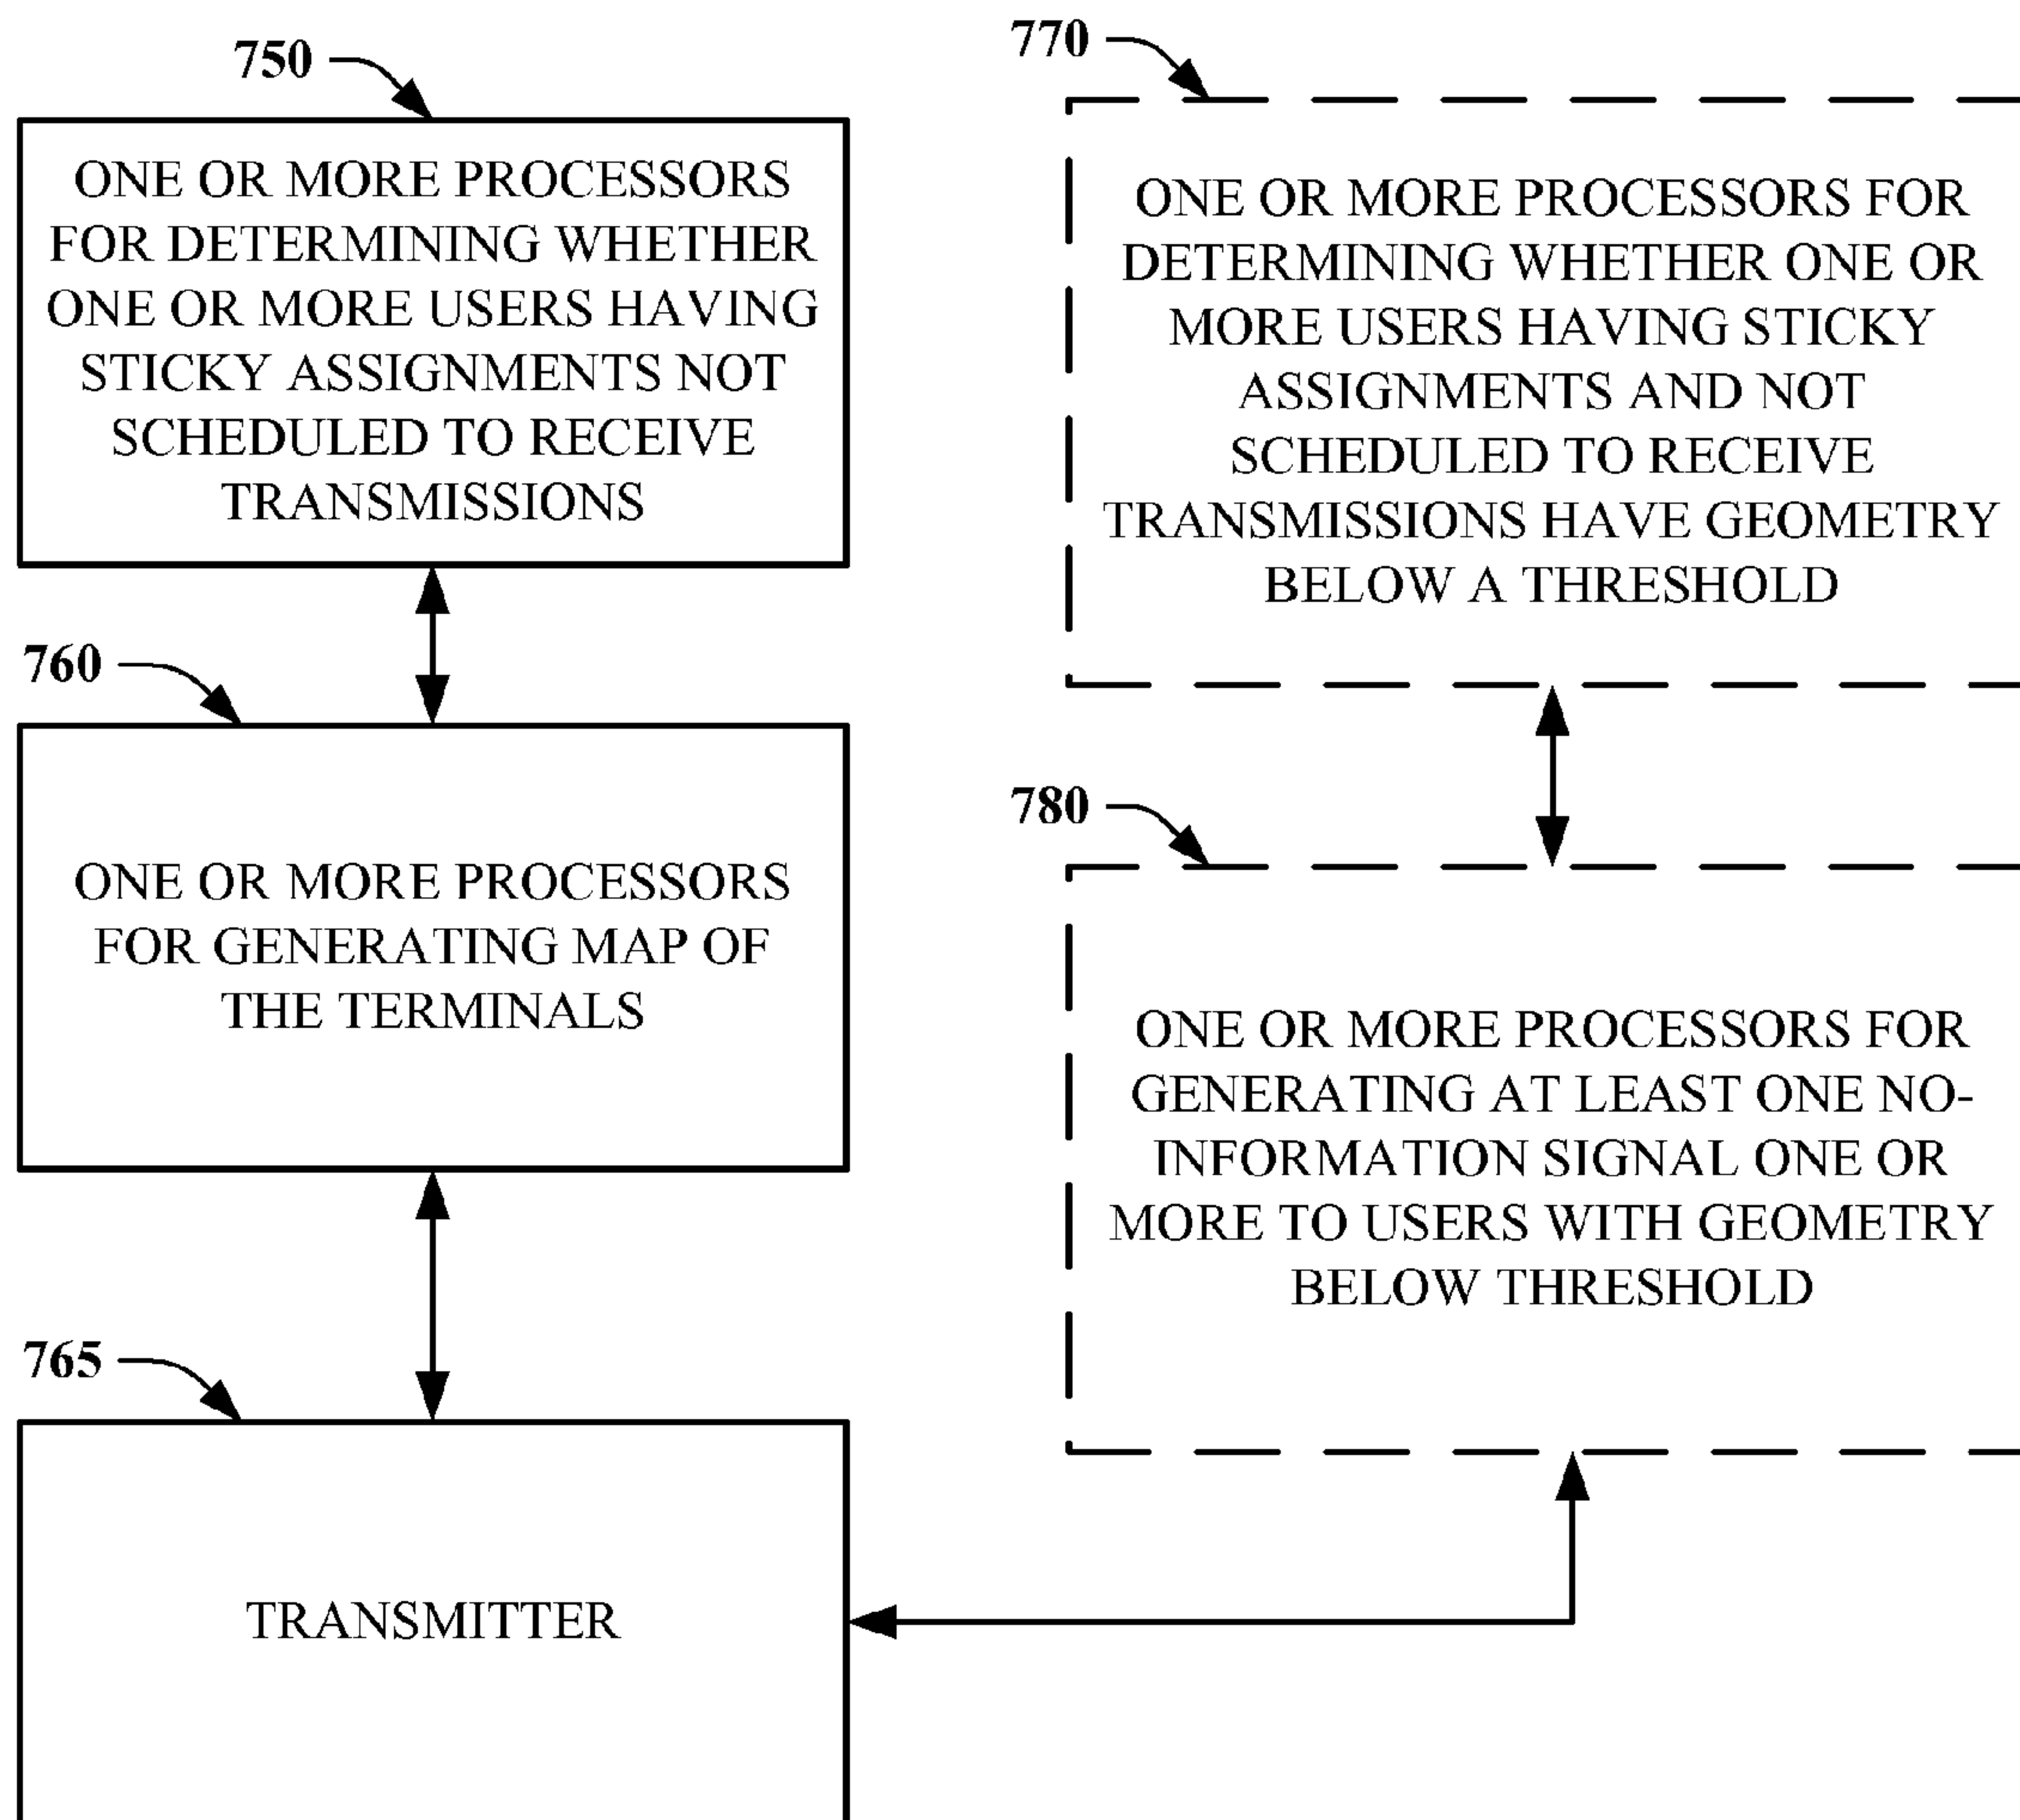 750
ONE OR MORE PROCESSORS
FOR DETERMINING WHETHER
ONE OR MORE USERS HAVING
STICKY ASSIGNMENTS NOT
SCHEDULED TO RECEIVE
TRANSMISSIONS
760
ONE OR MORE PROCESSORS
FOR GENERATING MAP OF
THE TERMINALS
765
TRANSMITTER
770
ONE OR MORE PROCESSORS FOR
DETERMINING WHETHER ONE OR
MORE USERS HAVING STICKY
ASSIGNMENTS AND NOT
SCHEDULED TO RECEIVE
TRANSMISSIONS HAVE GEOMETRY
BELOW A THRESHOLD
780
ONE OR MORE PROCESSORS FOR
GENERATING AT LEAST ONE NO-
INFORMATION SIGNAL ONE OR
MORE TO USERS WITH GEOMETRY
BELOW THRESHOLD